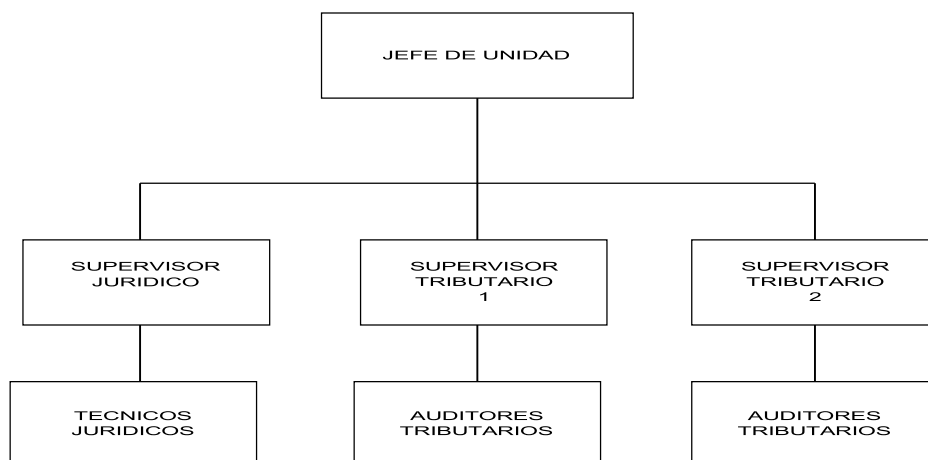 JEFE DE UNIDAD
SUPERVISOR
JURIDICO
SUPERVISOR
TRIBUTARIO
1
SUPERVISOR
TRIBUTARIO
2
TECNICOS
JURIDICOS
AUDITORES
TRIBUTARIOS
AUDITORES
TRIBUTARIOS